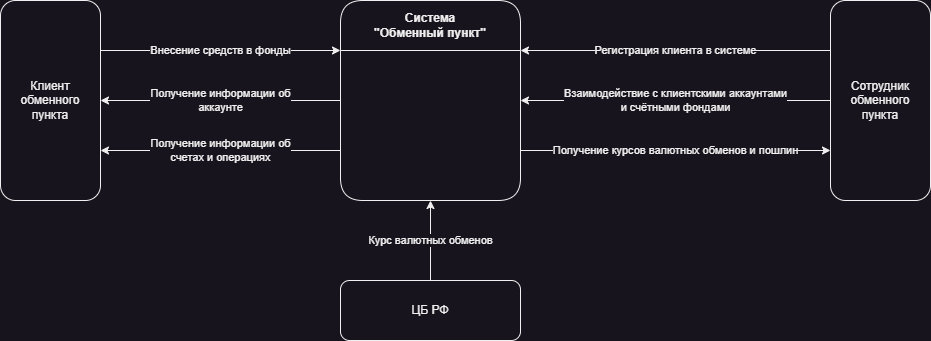 Система
"Обменный пункт"
Внесение средств в фонды
Регистрация клиента в системе
Клиент
обменного
пункта
Получение информации об
аккаунте
Взаимодействие с клиентскими аккаунтами
и счётными фондами
Сотрудник
обменного
пункта
Получение информации об
счетах и операциях
Получение курсов валютных обменов и пошлин
Курс валютных обменов
ЦБ РФ